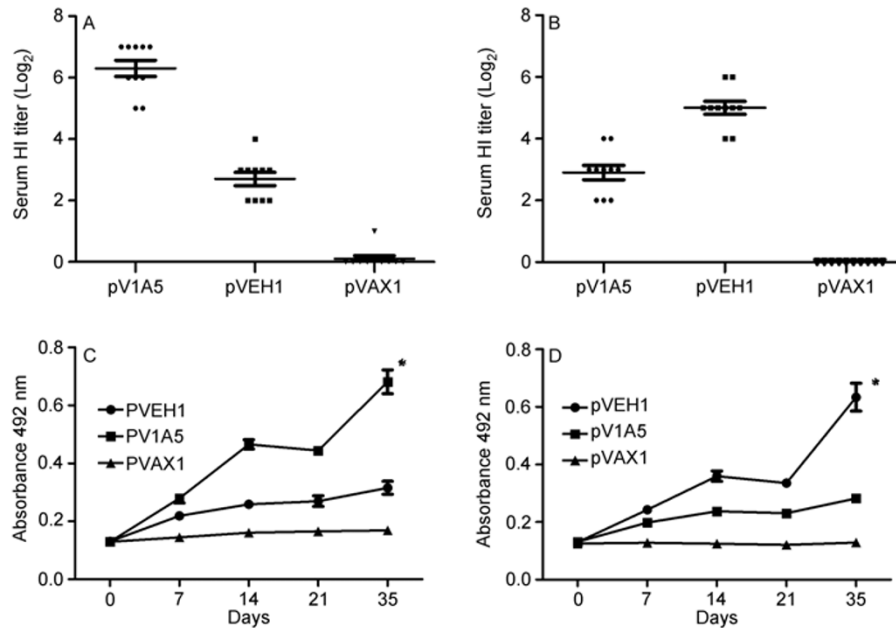 A
Serum HI titer (Log2)
8
6
4
2
0
pV1A5
pVEH1
pVAX1
B
Serum HI titer (Log2)
8
6
4
2
0
pV1A5
pVEH1
pVAX1
C
Absorbance 492 nm
0.8
0.6
0.4
0.2
0.0
PVEH1
PV1A5
PVAX1
*
0
7
14
21
35
Days
D
Absorbance 492 nm
0.8
0.6
0.4
0.2
0.0
pVEH1
pV1A5
pVAX1
*
0
7
14
21
35
Days